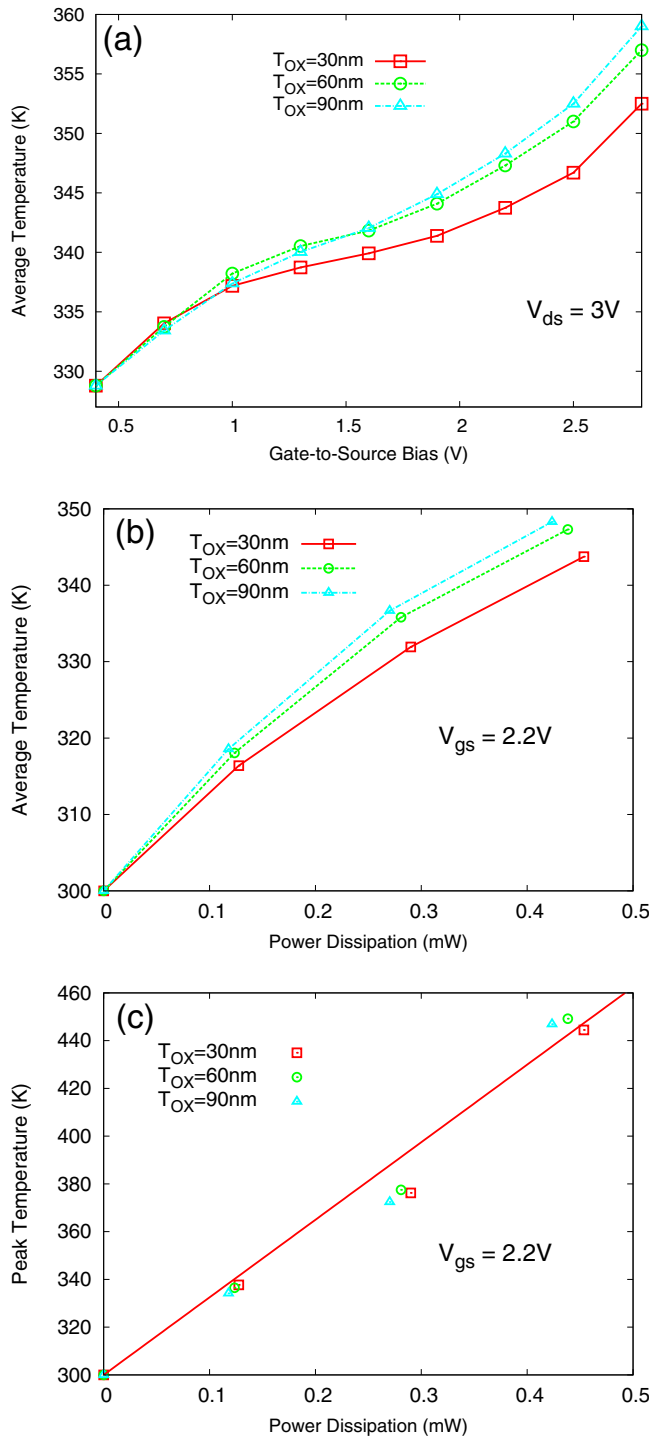 360
(a)
T_OX=30nm
355
T_OX=60nm
T_OX=90nm
350
345
340
335
V_ds = 3V
330
Average Temperature (K)
0.5 1 1.5 2 2.5
Gate-to-Source Bias (V)
350
(b)
T_OX=30nm
T_OX=60nm
340
T_OX=90nm
330
V_gs = 2.2V
320
310
300
Average Temperature (K)
0 0.1 0.2 0.3 0.4 0.5
Power Dissipation (mW)
460
(c)
T_OX=30nm
440
T_OX=60nm
T_OX=90nm
420
400
380
360
V_gs = 2.2V
340
320
300
Peak Temperature (K)
0 0.1 0.2 0.3 0.4 0.5
Power Dissipation (mW)